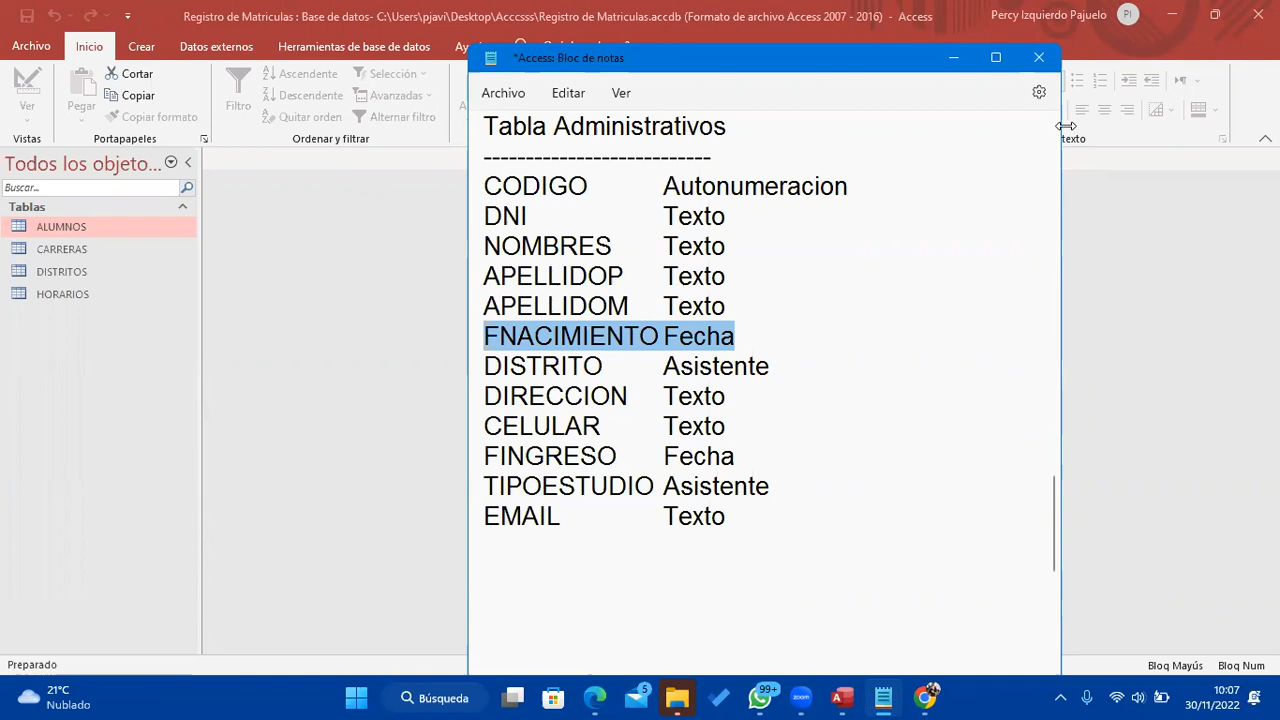 Registro de Matriculas : Base de datos- C:\Users\pjavi\Desktop\Acccsss\Registro de Matriculas.accdb (Formato de archivo Access 2007 - 2016) - Access
Percy Izquierdo Pajuelo
PI
Archivo
Inicio
Crear
Datos externos
Herramientas de base de datos
Ver
Pegar
Cortar
Copiar
Copiar formato
Filtro
Ascendente
Descendente
Quitar orden
Selección
Avanzadas
Alternar filtro
Vistas
Portapapeles
Ordenar y filtrar
texto
Todos los objeto...
Buscar...
Tablas
ALUMNOS
CARRERAS
DISTRITOS
HORARIOS
*Access: Bloc de notas
Archivo Editar Ver
Tabla Administrativos
---------------------------
CODIGO Autonumeracion
DNI Texto
NOMBRES Texto
APELLIDOP Texto
APELLIDOM Texto
FNACIMIENTO Fecha
DISTRITO Asistente
DIRECCION Texto
CELULAR Texto
FINGRESO Fecha
TIPOESTUDIO Asistente
EMAIL Texto
Preparado
Bloq Mayús Bloq Num
21°C
Nublado
Búsqueda
5
99+
zoom
10:07
30/11/2022